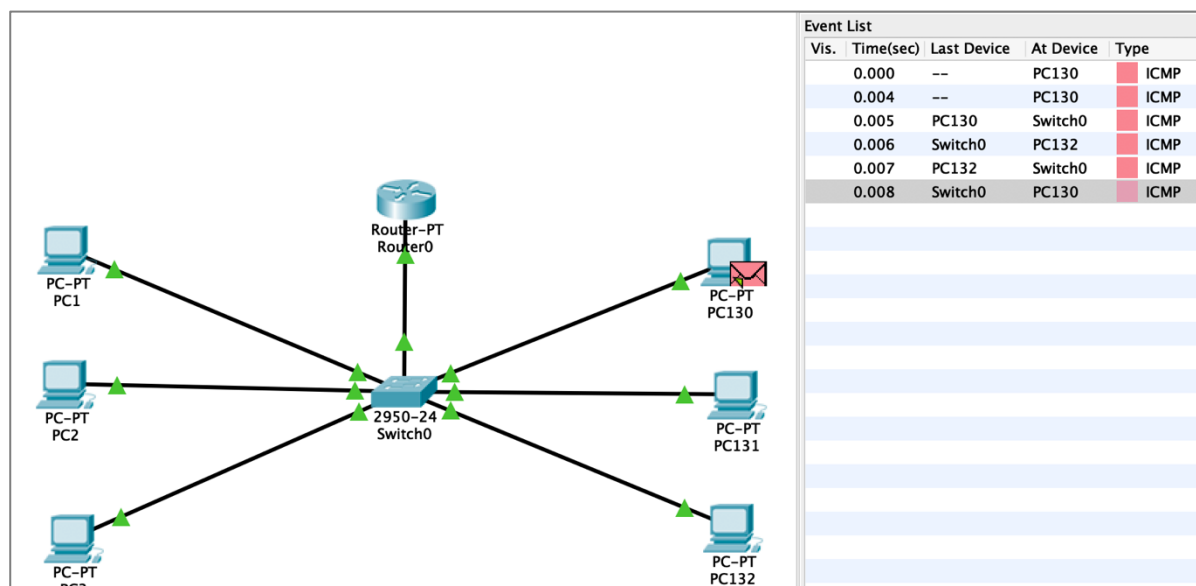 Event List
Vis. Time(sec) Last Device At Device Type
0.000 -- PC130 ICMP
0.004 -- PC130 ICMP
0.005 PC130 Switch0 ICMP
0.006 Switch0 PC132 ICMP
0.007 PC132 Switch0 ICMP
0.008 Switch0 PC130 ICMP
Router-PT
Router0
PC-PT
PC1
PC-PT
PC130
PC-PT
PC2
2950-24
Switch0
PC-PT
PC131
PC-PT
PC-PT
PC132